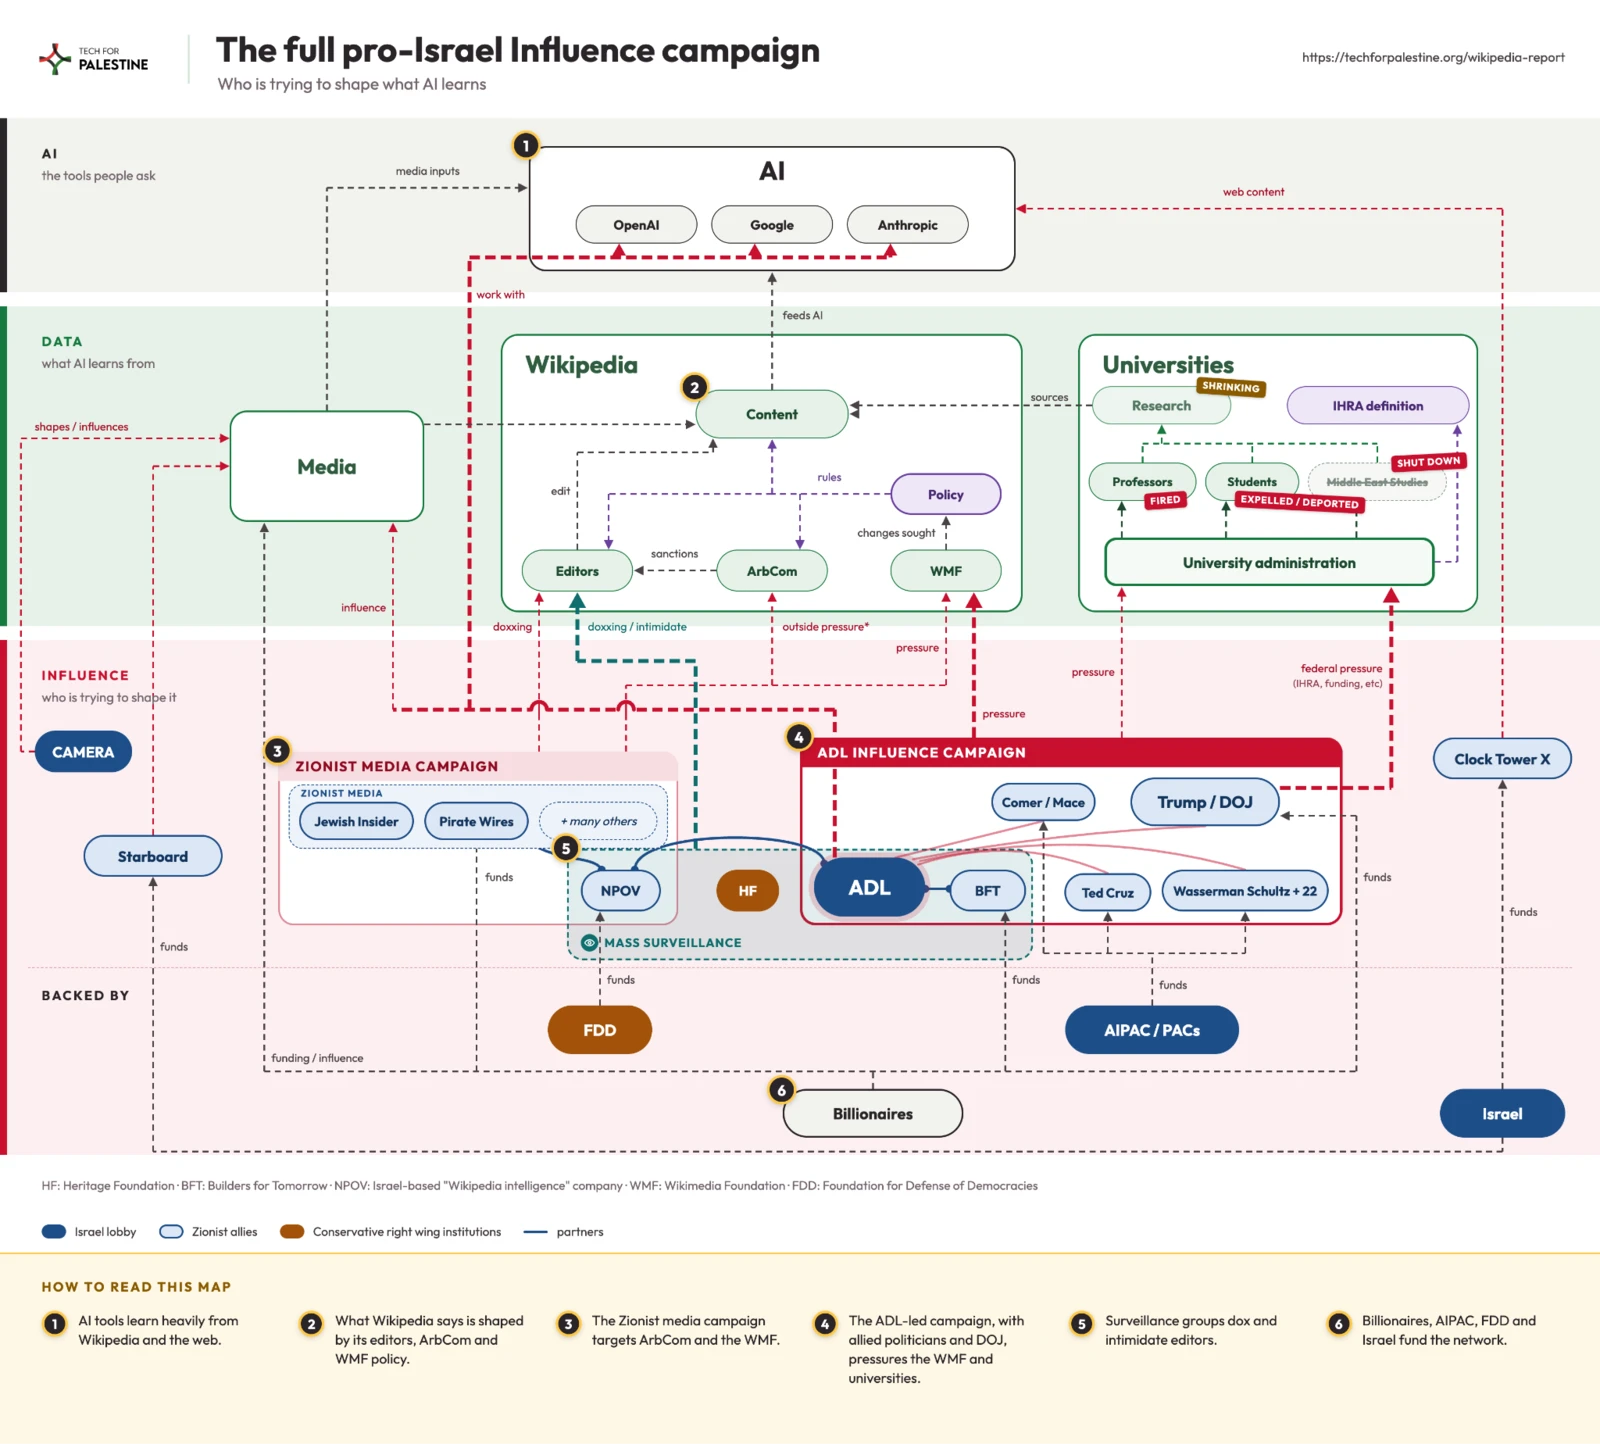 TECH FOR
PALESTINE
The full pro-Israel Influence campaign
Who is trying to shape what AI learns
https://techforpalestine.org/wikipedia-report
AI
the tools people ask
1
AI
media inputs
web content
OpenAI
Google
Anthropic
work with
feeds AI
DATA
what AI learns from
Wikipedia
Universities
2
Content
sources
SHRINKING
Research
IHRA definition
shapes / influences
Media
SHUT DOWN
Professors
Students
Middle East Studies
FIRED
EXPELLED / DEPORTED
edit
rules
Policy
changes sought
sanctions
Editors
ArbCom
WMF
University administration
influence
doxxing
doxxing / intimidate
outside pressure*
pressure
pressure
pressure
federal pressure
(IHRA, funding, etc)
INFLUENCE
who is trying to shape it
CAMERA
3
ZIONIST MEDIA CAMPAIGN
ZIONIST MEDIA
Jewish Insider
Pirate Wires
+ many others
4
ADL INFLUENCE CAMPAIGN
Comer / Mace
Trump / DOJ
Clock Tower X
Starboard
5
funds
NPOV
HF
ADL
BFT
Ted Cruz
Wasserman Schultz + 22
funds
funds
funds
MASS SURVEILLANCE
BACKED BY
funds
funds
funds
FDD
AIPAC / PACs
funding / influence
6
Billionaires
Israel
HF: Heritage Foundation · BFT: Builders for Tomorrow · NPOV: Israel-based "Wikipedia intelligence" company · WMF: Wikimedia Foundation · FDD: Foundation for Defense of Democracies
Israel lobby
Zionist allies
Conservative right wing institutions
partners
HOW TO READ THIS MAP
1
AI tools learn heavily from
Wikipedia and the web.
2
What Wikipedia says is shaped
by its editors, ArbCom and
WMF policy.
3
The Zionist media campaign
targets ArbCom and the WMF.
4
The ADL-led campaign, with
allied politicians and DOJ,
pressures the WMF and
universities.
5
Surveillance groups dox and
intimidate editors.
6
Billionaires, AIPAC, FDD and
Israel fund the network.